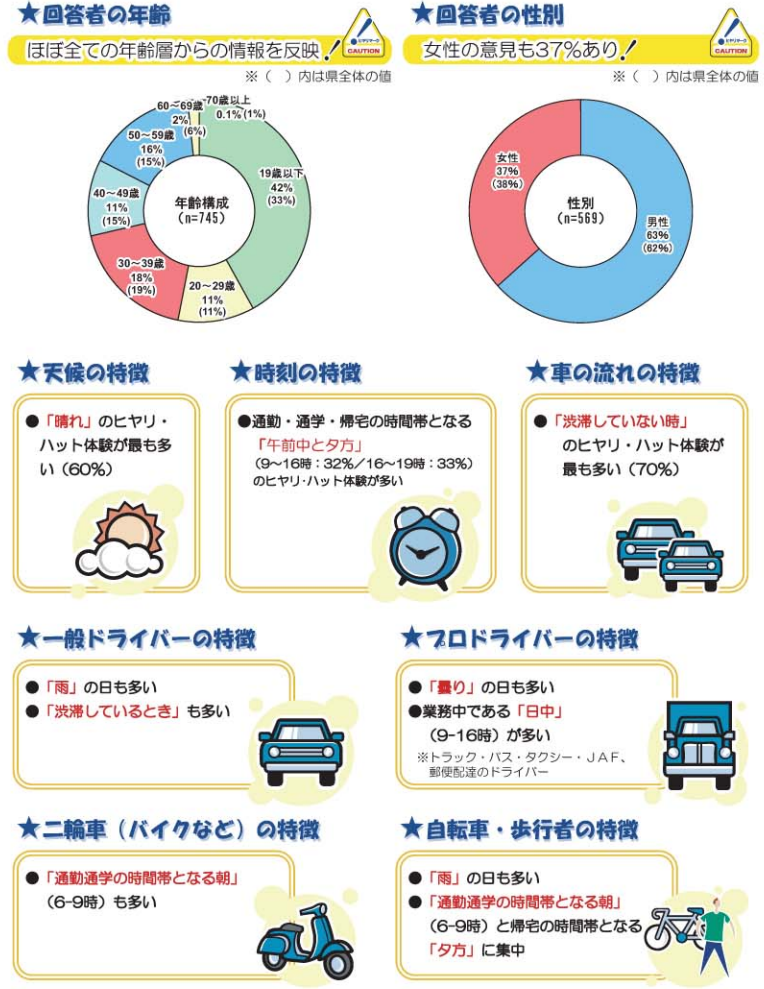 ★回答者の年齢
ほぼ全ての年齢層からの情報を反映！
CAUTION
※（　）内は県全体の値
60～69歳
2%
(6%)
70歳以上
0.1%(1%)
50～59歳
16%
(15%)
19歳以下
42%
(33%)
40～49歳
11%
(15%)
年齢構成
(n=745)
30～39歳
18%
(19%)
20～29歳
11%
(11%)
★回答者の性別
女性の意見も37%あり！
CAUTION
※（　）内は県全体の値
女性
37%
(38%)
性別
(n=569)
男性
63%
(62%)
★天候の特徴
●「晴れ」のヒヤリ・
ハット体験が最も多
い（60%）
★時刻の特徴
●通勤・通学・帰宅の時間帯となる
「午前中と夕方」
（9～16時：32%／16～19時：33%）
のヒヤリ・ハット体験が多い
★車の流れの特徴
●「渋滞していない時」
のヒヤリ・ハット体験が
最も多い（70%）
★一般ドライバーの特徴
●「雨」の日も多い
●「渋滞しているとき」も多い
★プロドライバーの特徴
●「曇り」の日も多い
●業務中である「日中」
（9-16時）が多い
※トラック・バス・タクシー・ＪＡＦ、
郵便配達のドライバー
★二輪車（バイクなど）の特徴
●「通勤通学の時間帯となる朝」
（6-9時）も多い
★自転車・歩行者の特徴
●「雨」の日も多い
●「通勤通学の時間帯となる朝」
（6-9時）と帰宅の時間帯となる
「夕方」に集中